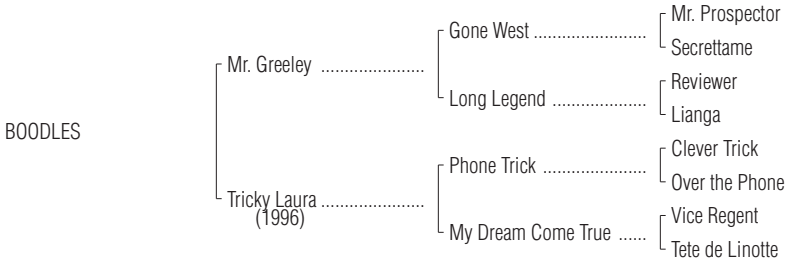 Mr. Prospector
Gone West ........................
Secrettame
Mr. Greeley ......................
Reviewer
Long Legend ....................
Lianga
BOODLES
Clever Trick
Phone Trick ......................
Over the Phone
Tricky Laura ......................
(1996)
Vice Regent
My Dream Come True ......
Tete de Linotte